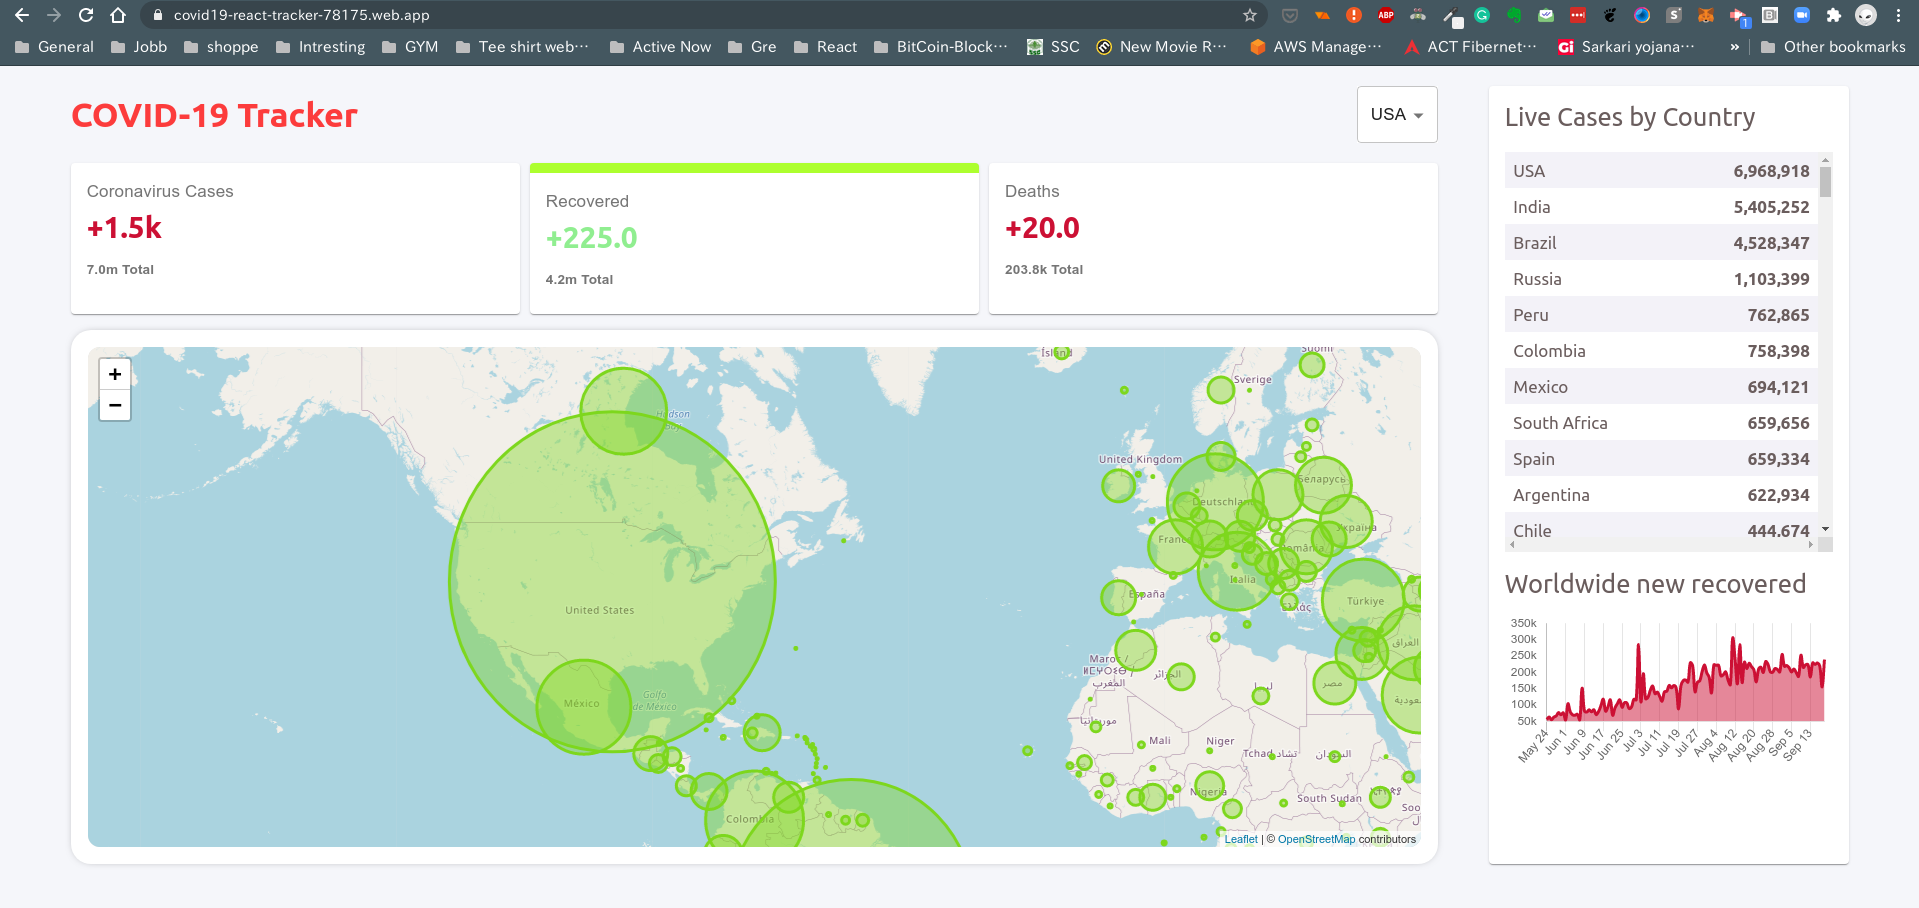 covid19-react-tracker-78175.web.app
General Jobb shoppe Intresting GYM Tee shirt web··· Active Now Gre React BitCoin-Block··· SSC New Movie R··· AWS Manage··· ACT Fibernet··· Sarkari yojana··· » Other bookmarks
COVID-19 Tracker
USA
Coronavirus Cases
+1.5k
7.0m Total
Recovered
+225.0
4.2m Total
Deaths
+20.0
203.8k Total
+
−
Ísland
Suomi
Sverige
Hudson
Bay
United Kingdom
Беларусь
Deutschland
Україна
France
România
United States
Italia
España
Ελλάς
Türkiye
العراق
Maroc /
ⵍⵎⵖⵔⵉⴱ /
المغرب
الجزائر
ليبيا
مصر
السعودية
Golfo
de México
México
موريتانيا
Mali
Niger
Tchad تشاد
السودان
Nigeria
South Sudan
Colombia
Leaflet | © OpenStreetMap contributors
Live Cases by Country
USA 6,968,918
India 5,405,252
Brazil 4,528,347
Russia 1,103,399
Peru 762,865
Colombia 758,398
Mexico 694,121
South Africa 659,656
Spain 659,334
Argentina 622,934
Chile 444,674
Worldwide new recovered
350k
300k
250k
200k
150k
100k
50k
May 24
Jun 1
Jun 9
Jun 17
Jun 25
Jul 3
Jul 11
Jul 19
Jul 27
Aug 4
Aug 12
Aug 20
Aug 28
Sep 5
Sep 13